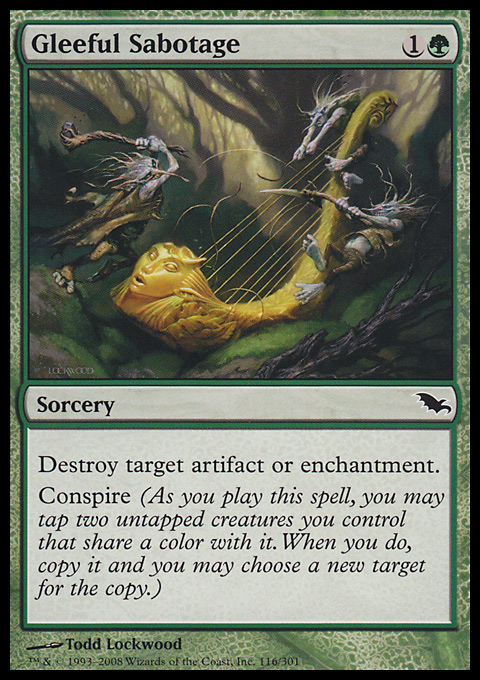 Gleeful Sabotage 1
LOCKWOOD
Sorcery
Destroy target artifact or enchantment.
Conspire (As you play this spell, you may
tap two untapped creatures you control
that share a color with it. When you do,
copy it and you may choose a new target
for the copy.)
Todd Lockwood
™ & © 1993–2008 Wizards of the Coast, Inc. 116/301